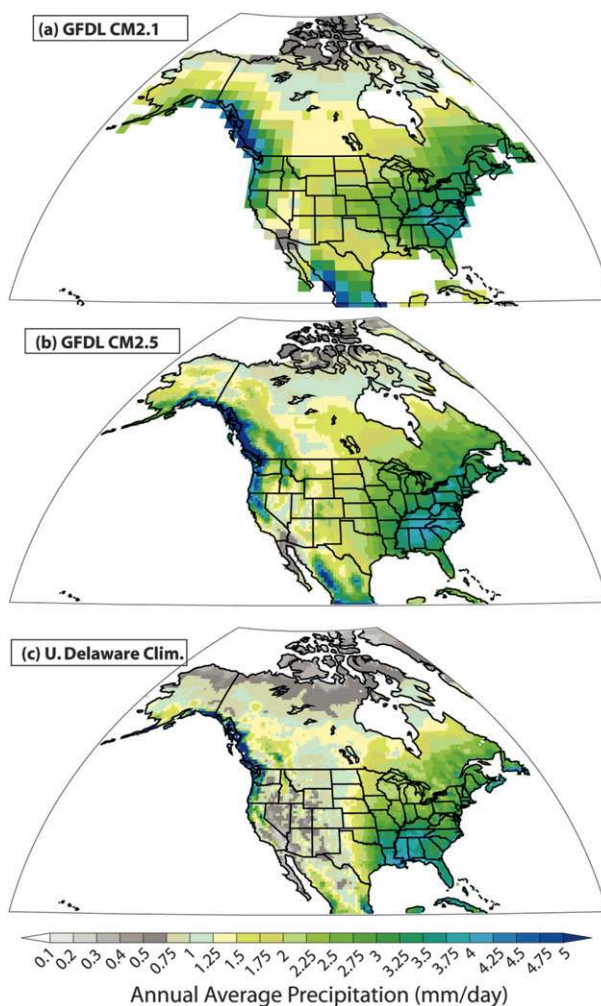 (a) GFDL CM2.1
(b) GFDL CM2.5
(c) U. Delaware Clim.
0.1 0.2 0.3 0.4 0.5 0.75 1 1.25 1.5 1.75 2 2.25 2.5 2.75 3 3.25 3.5 3.75 4 4.25 4.5 4.75 5
Annual Average Precipitation (mm/day)